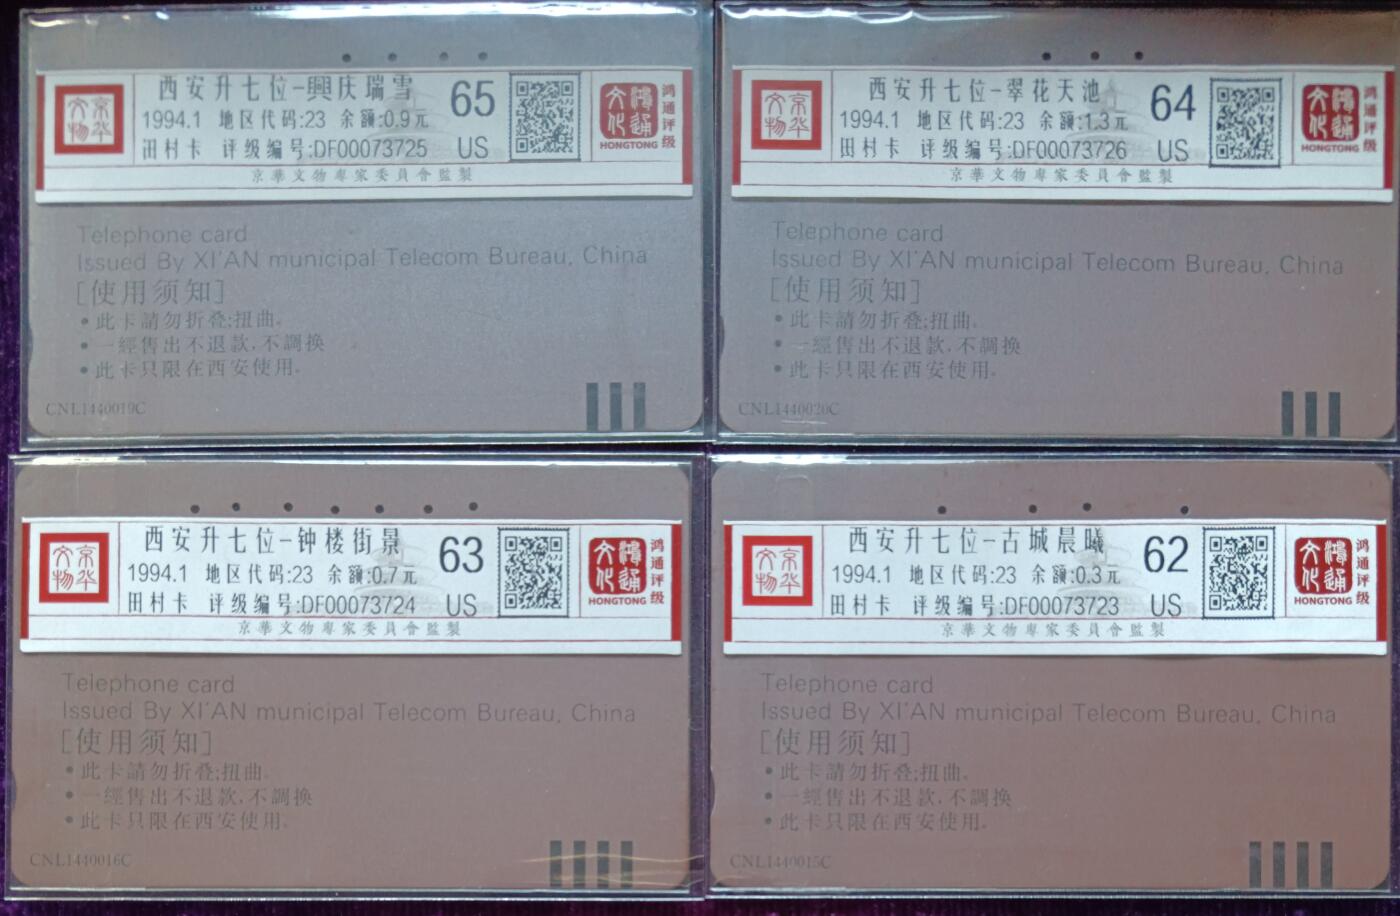 京华
文物
西安升七位-興庆瑞雪
65
1994.1 地区代码:23 余额:0.9元
田村卡 评级编号:DF00073725
US
鸿通
文化
HONGTONG
鸿通评级
京華文物專家委員會監製
Telephone card
Issued By XI'AN municipal Telecom Bureau, China
[使用须知]
•此卡請勿折叠;扭曲。
•一經售出不退款,不調换
•此卡只限在西安使用。
CNL1440019C
京华
文物
西安升七位-翠花天池
64
1994.1 地区代码:23 余额:1.3元
田村卡 评级编号:DF00073726
US
鸿通
文化
HONGTONG
鸿通评级
京華文物專家委員會監製
Telephone card
Issued By XI'AN municipal Telecom Bureau, China
[使用须知]
•此卡請勿折叠;扭曲。
•一經售出不退款,不調换
•此卡只限在西安使用。
CNL1440020C
京华
文物
西安升七位-钟楼街景
63
1994.1 地区代码:23 余额:0.7元
田村卡 评级编号:DF00073724
US
鸿通
文化
HONGTONG
鸿通评级
京華文物專家委員會監製
Telephone card
Issued By XI'AN municipal Telecom Bureau, China
[使用须知]
•此卡請勿折叠;扭曲。
•一經售出不退款,不調换
•此卡只限在西安使用。
CNL1440016C
京华
文物
西安升七位-古城晨曦
62
1994.1 地区代码:23 余额:0.3元
田村卡 评级编号:DF00073723
US
鸿通
文化
HONGTONG
鸿通评级
京華文物專家委員會監製
Telephone card
Issued By XI'AN municipal Telecom Bureau, China
[使用须知]
•此卡請勿折叠;扭曲。
•一經售出不退款,不調换
•此卡只限在西安使用。
CNL1440015C